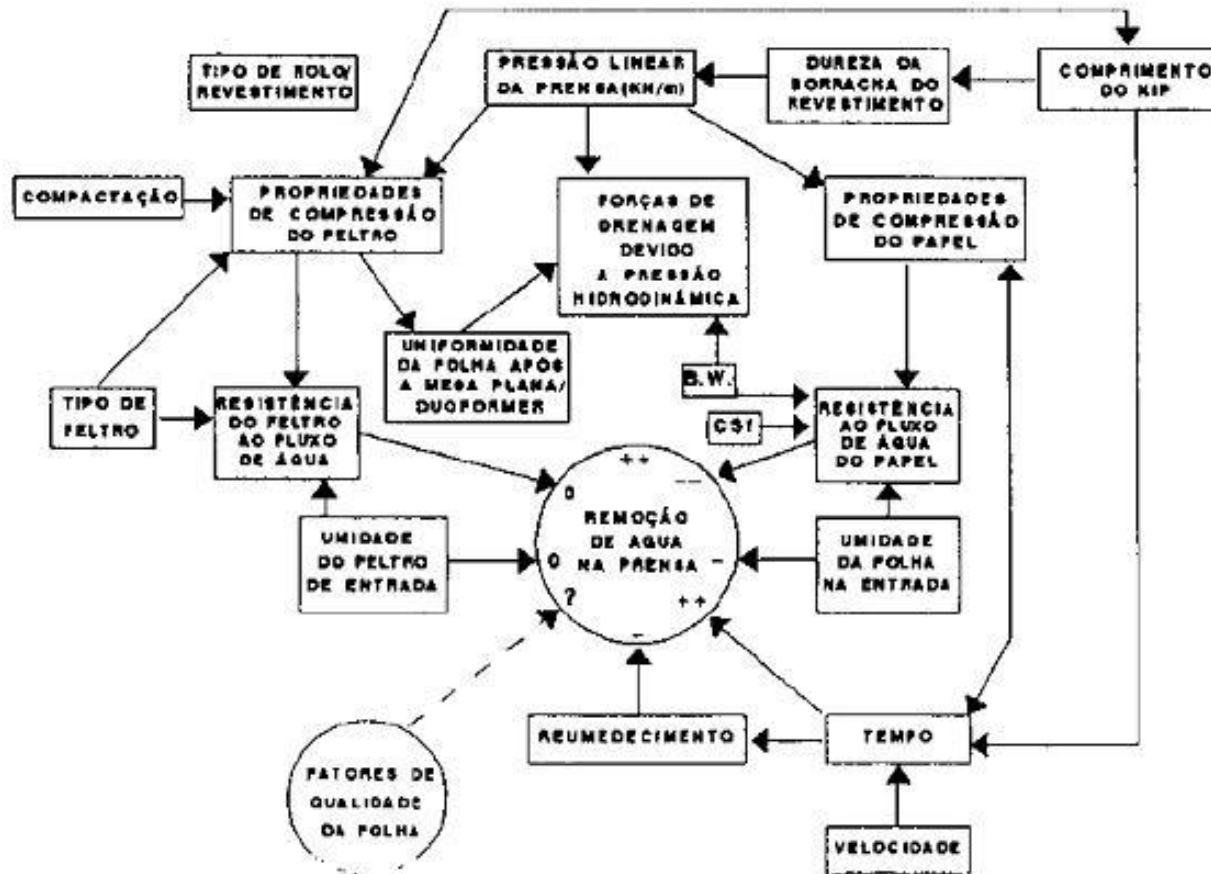 TIPO DE ROLO/
REVESTIMENTO
PRESSÃO LINEAR
DA PRENSA(KN/m)
DUREZA DA
BORRACHA DO
REVESTIMENTO
COMPRIMENTO
DO NIP
COMPACTAÇÃO
PROPRIEDADES
DE COMPRESSÃO
DO FELTRO
FORÇAS DE
DRENAGEM
DEVIDO
A PRESSÃO
HIDRODINÂMICA
PROPRIEDADES
DE COMPRESSÃO
DO PAPEL
UNIFORMIDADE
DA FOLHA APÓS
A MESA PLANA/
DUOFORMER
B.W.
TIPO DE
FELTRO
RESISTÊNCIA
DO FELTRO
AO FLUXO
DE ÁGUA
CSf
RESISTÊNCIA
AO FLUXO
DE ÁGUA
DO PAPEL
++
--
0
REMOÇÃO
DE AGUA
NA PRENSA
0
-
?
++
-
UMIDADE
DO FELTRO
DE ENTRADA
UMIDADE
DA FOLHA
NA ENTRADA
REUMEDECIMENTO
TEMPO
FATORES DE
QUALIDADE
DA FOLHA
VELOCIDADE